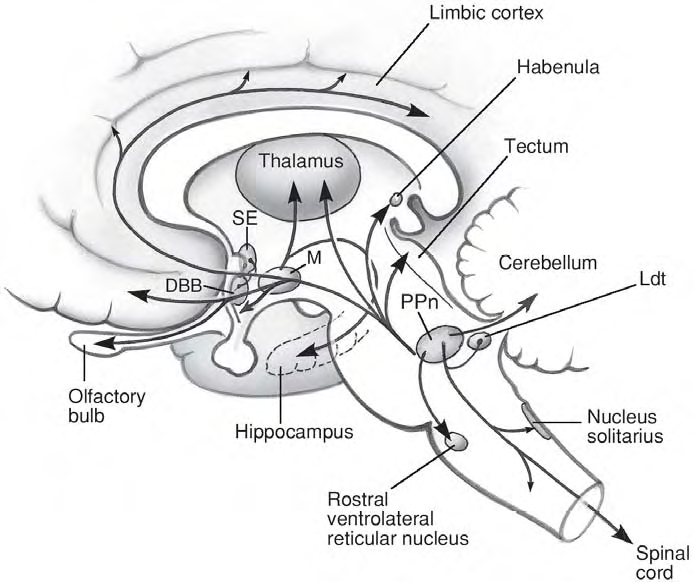 Limbic cortex
Habenula
Tectum
Thalamus
SE
M
DBB
Cerebellum
Ldt
PPn
Olfactory
bulb
Hippocampus
Nucleus
solitarius
Rostral
ventrolateral
reticular nucleus
Spinal
cord